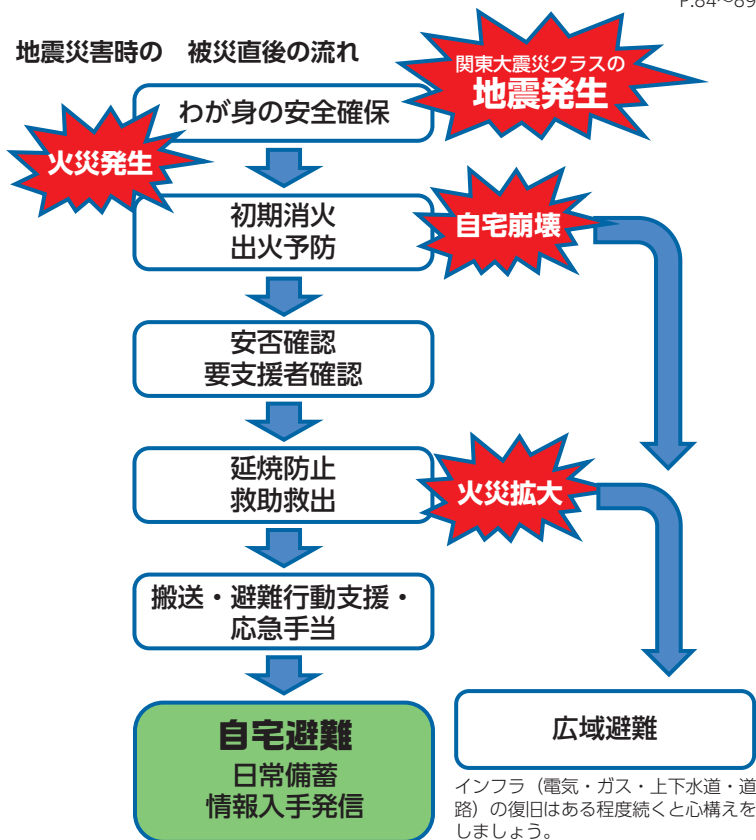 P.84~89
地震災害時の　被災直後の流れ
関東大震災クラスの
地震発生
わが身の安全確保
火災発生
初期消火
出火予防
自宅崩壊
安否確認
要支援者確認
延焼防止
救助救出
火災拡大
搬送・避難行動支援・
応急手当
自宅避難
日常備蓄
情報入手発信
広域避難
インフラ（電気・ガス・上下水道・道
路）の復旧はある程度続くと心構えを
しましょう。